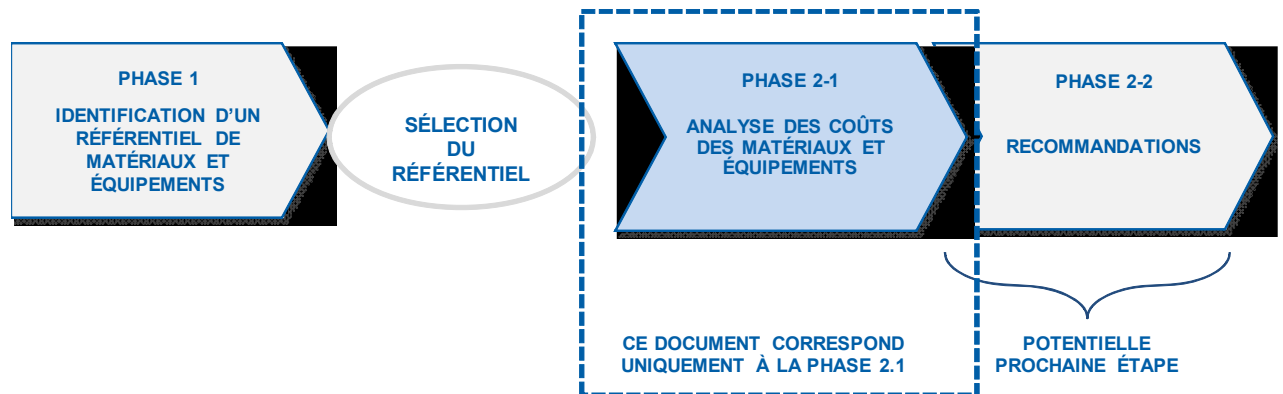 PHASE 1
IDENTIFICATION D'UN
RÉFÉRENTIEL DE
MATÉRIAUX ET
ÉQUIPEMENTS
SÉLECTION
DU
RÉFÉRENTIEL
PHASE 2-1
ANALYSE DES COÛTS
DES MATÉRIAUX ET
ÉQUIPEMENTS
PHASE 2-2
RECOMMANDATIONS
CE DOCUMENT CORRESPOND
UNIQUEMENT À LA PHASE 2.1
POTENTIELLE
PROCHAINE ÉTAPE